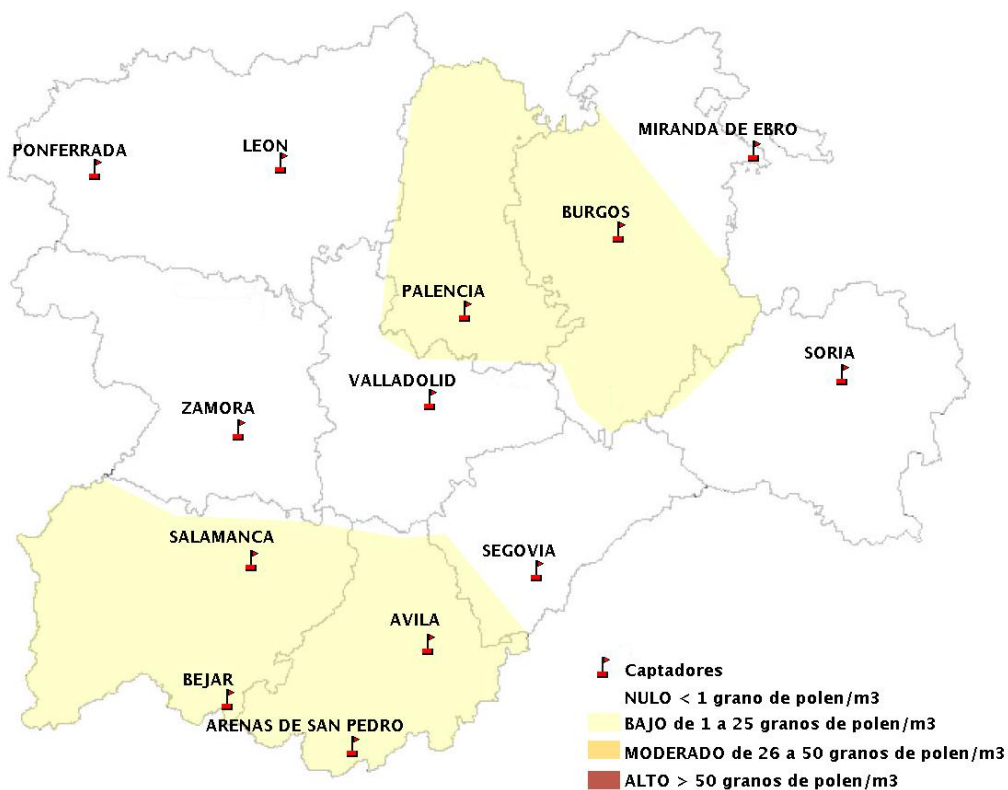 MIRANDA DE EBRO
PONFERRADA
LEON
BURGOS
PALENCIA
SORIA
VALLADOLID
ZAMORA
SALAMANCA
SEGOVIA
AVILA
BEJAR
ARENAS DE SAN PEDRO
Captadores
NULO < 1 grano de polen/m3
BAJO de 1 a 25 granos de polen/m3
MODERADO de 26 a 50 granos de polen/m3
ALTO > 50 granos de polen/m3